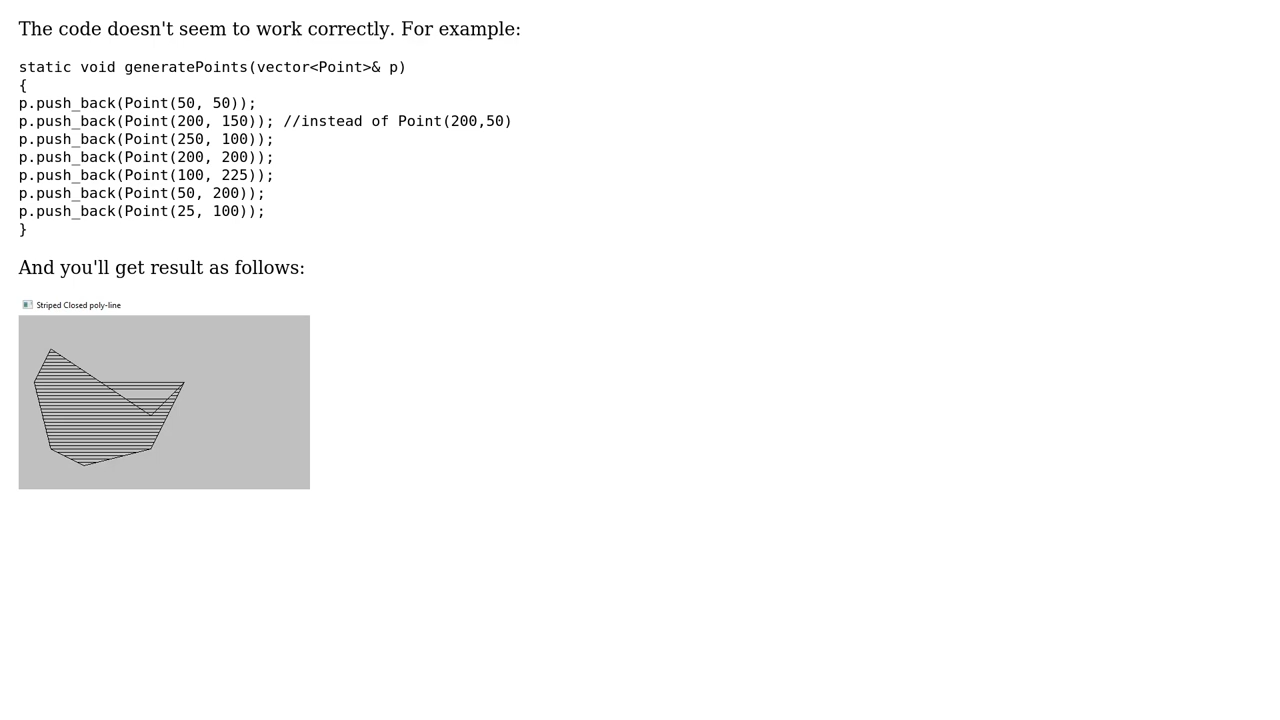 The code doesn't seem to work correctly. For example:
static void generatePoints(vector<Point>& p)
{
p.push_back(Point(50, 50));
p.push_back(Point(200, 150)); //instead of Point(200,50)
p.push_back(Point(250, 100));
p.push_back(Point(200, 200));
p.push_back(Point(100, 225));
p.push_back(Point(50, 200));
p.push_back(Point(25, 100));
}
And you'll get result as follows:
Striped Closed poly-line